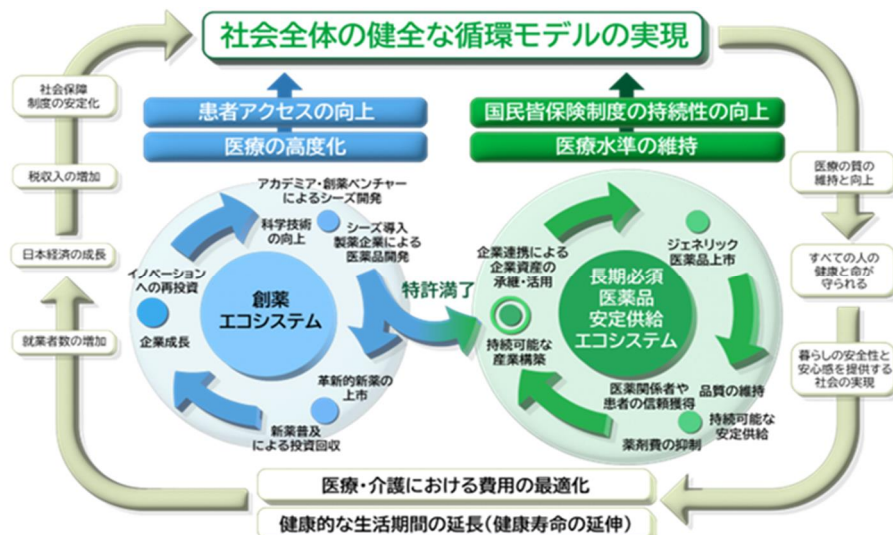 社会全体の健全な循環モデルの実現
社会保障
制度の安定化
税収入の増加
日本経済の成長
就業者数の増加
患者アクセスの向上
医療の高度化
国民皆保険制度の持続性の向上
医療水準の維持
アカデミア・創薬ベンチャー
によるシーズ開発
科学技術
の向上
シーズ導入
製薬企業による
医薬品開発
イノベーション
への再投資
創薬
エコシステム
企業成長
革新的新薬の
上市
新薬普及
による投資回収
特許満了
企業連携による
企業資産の
承継・活用
ジェネリック
医薬品上市
長期必須
医薬品
安定供給
エコシステム
持続可能な
産業構築
医薬関係者や
患者の信頼獲得
品質の維持
持続可能な
安定供給
薬剤費の抑制
医療の質の
維持と向上
すべての人の
健康と命が
守られる
暮らしの安全性と
安心感を提供する
社会の実現
医療・介護における費用の最適化
健康的な生活期間の延長(健康寿命の延伸)